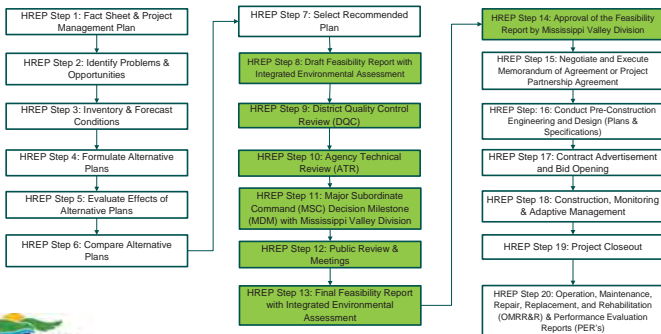 HREP Step 1: Fact Sheet & Project
Management Plan
HREP Step 2: Identify Problems &
Opportunities
HREP Step 3: Inventory & Forecast
Conditions
HREP Step 4: Formulate Alternative
Plans
HREP Step 5: Evaluate Effects of
Alternative Plans
HREP Step 6: Compare Alternative
Plans
HREP Step 7: Select Recommended
Plan
HREP Step 8: Draft Feasibility Report with
Integrated Environmental Assessment
HREP Step 9: District Quality Control
Review (DQC)
HREP Step 10: Agency Technical
Review (ATR)
HREP Step 11: Major Subordinate
Command (MSC) Decision Milestone
(MDM) with Mississippi Valley Division
HREP Step 12: Public Review &
Meetings
HREP Step 13: Final Feasibility Report
with Integrated Environmental
Assessment
HREP Step 14: Approval of the Feasibility
Report by Mississippi Valley Division
HREP Step 15: Negotiate and Execute
Memorandum of Agreement or Project
Partnership Agreement
HREP Step: 16: Conduct Pre-Construction
Engineering and Design (Plans &
Specifications)
HREP Step 17: Contract Advertisement
and Bid Opening
HREP Step 18: Construction, Monitoring
& Adaptive Management
HREP Step 19: Project Closeout
HREP Step 20: Operation, Maintenance,
Repair, Replacement, and Rehabilitation
(OMRR&R) & Performance Evaluation
Reports (PER's)